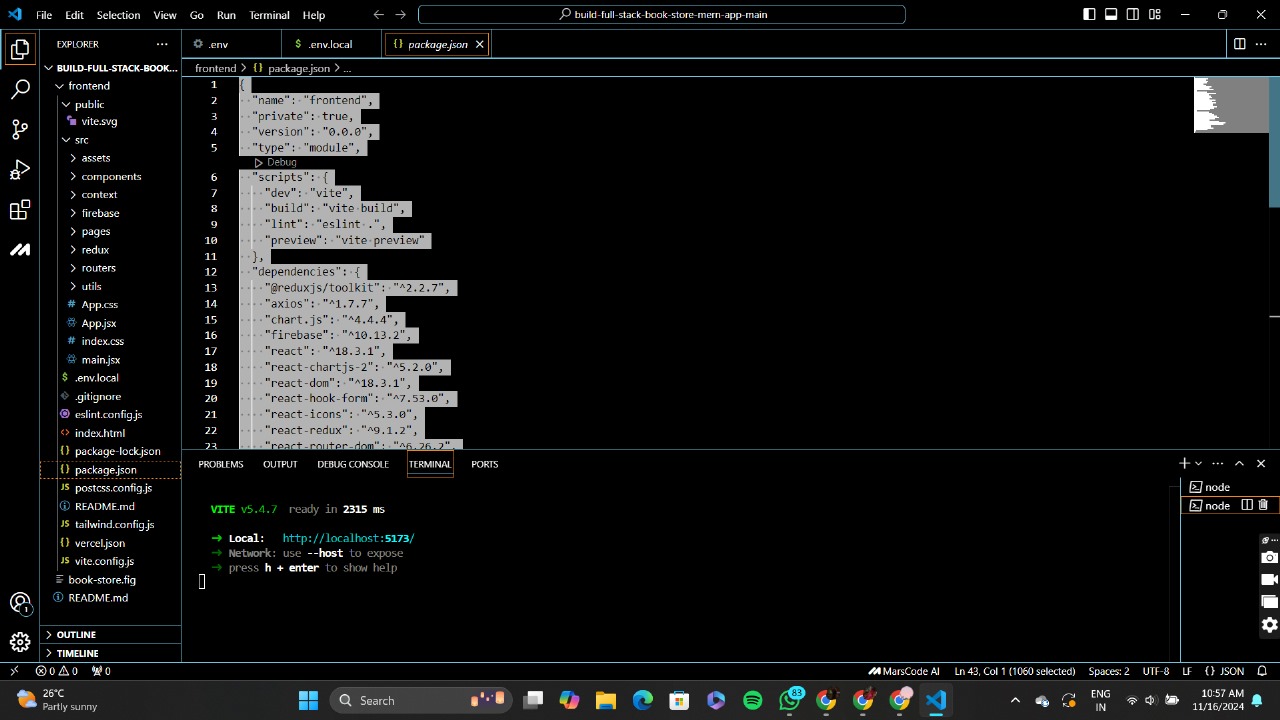 File Edit Selection View Go Run Terminal Help
build-full-stack-book-store-mern-app-main
EXPLORER
BUILD-FULL-STACK-BOOK...
frontend
public
vite.svg
src
assets
components
context
firebase
pages
redux
routers
utils
# App.css
App.jsx
# index.css
main.jsx
$ .env.local
.gitignore
eslint.config.js
<> index.html
{} package-lock.json
{} package.json
JS postcss.config.js
README.md
JS tailwind.config.js
{} vercel.json
JS vite.config.js
book-store.fig
README.md
OUTLINE
TIMELINE
.env
$ .env.local
{} package.json
frontend > {} package.json > ...
1 {
2 "name": "frontend",
3 "private": true,
4 "version": "0.0.0",
5 "type": "module",
Debug
6 "scripts": {
7 "dev": "vite",
8 "build": "vite build",
9 "lint": "eslint .",
10 "preview": "vite preview"
11 },
12 "dependencies": {
13 "@reduxjs/toolkit": "^2.2.7",
14 "axios": "^1.7.7",
15 "chart.js": "^4.4.4",
16 "firebase": "^10.13.2",
17 "react": "^18.3.1",
18 "react-chartjs-2": "^5.2.0",
19 "react-dom": "^18.3.1",
20 "react-hook-form": "^7.53.0",
21 "react-icons": "^5.3.0",
22 "react-redux": "^9.1.2",
23 "react-router-dom": "^6.26.2",
PROBLEMS OUTPUT DEBUG CONSOLE TERMINAL PORTS
VITE v5.4.7 ready in 2315 ms
➜ Local: http://localhost:5173/
➜ Network: use --host to expose
➜ press h + enter to show help
node
node
1
0 0 0
MarsCode AI Ln 43, Col 1 (1060 selected) Spaces: 2 UTF-8 LF {} JSON
26°C
Partly sunny
Search
83
ENG
IN
10:57 AM
11/16/2024